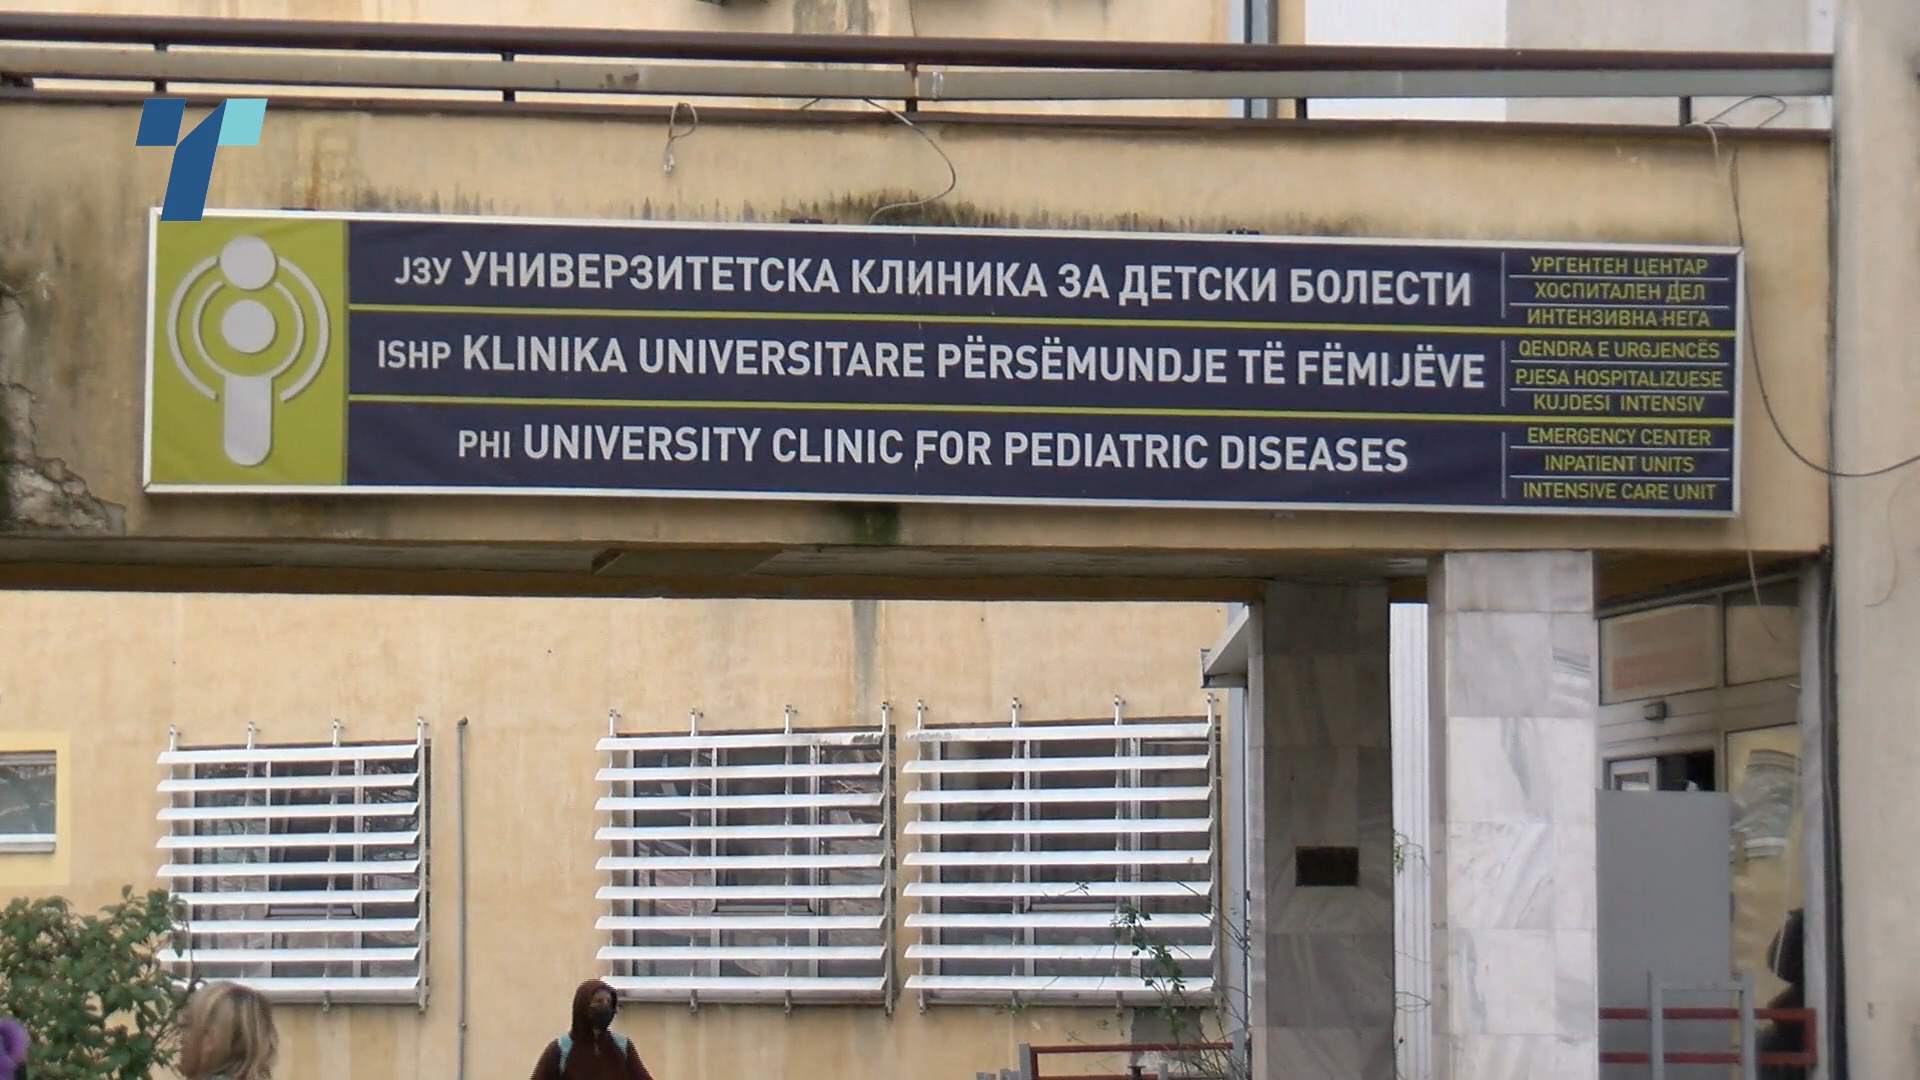 ЈЗУ УНИВЕРЗИТЕТСКА КЛИНИКА ЗА ДЕТСКИ БОЛЕСТИ
УРГЕНТЕН ЦЕНТАР
ХОСПИТАЛЕН ДЕЛ
ИНТЕНЗИВНА НЕГА
ISHP KLINIKA UNIVERSITARE PËRSËMUNDJE TË FËMIJËVE
QENDRA E URGJENCËS
PJESA HOSPITALIZUESE
KUJDESI INTENSIV
PHI UNIVERSITY CLINIC FOR PEDIATRIC DISEASES
EMERGENCY CENTER
INPATIENT UNITS
INTENSIVE CARE UNIT